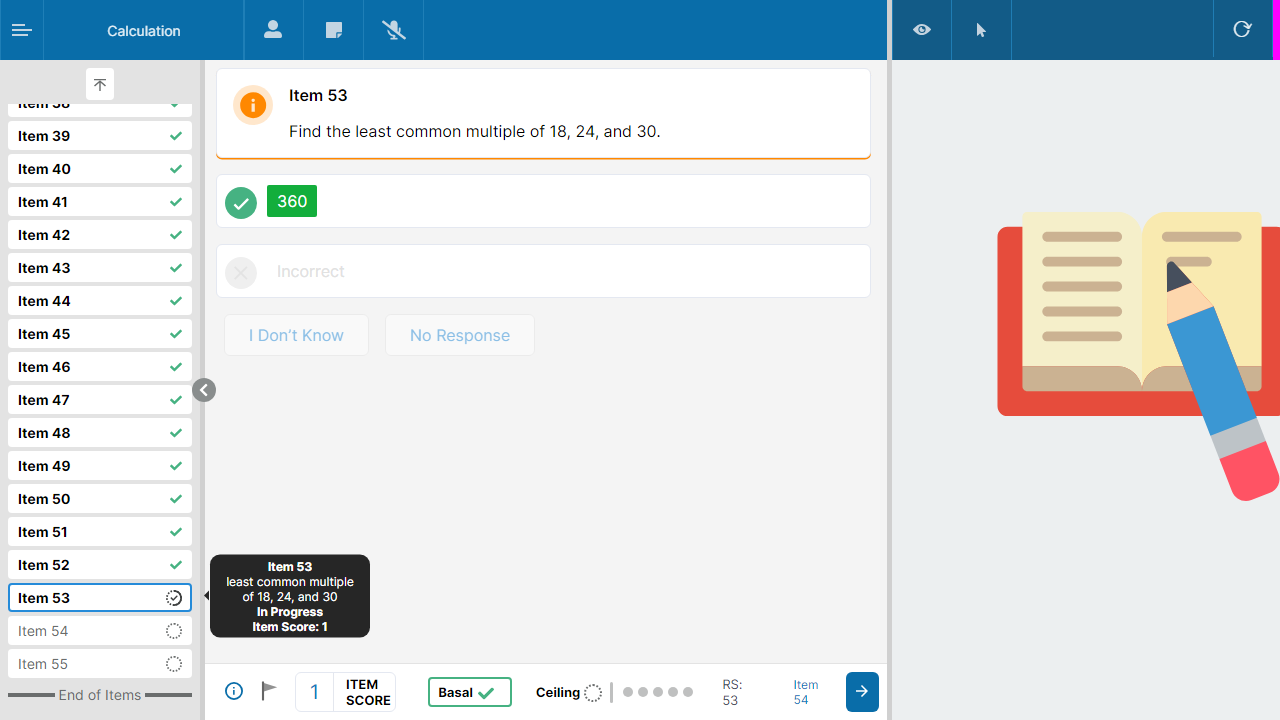 Calculation
Item 38
Item 39
Item 40
Item 41
Item 42
Item 43
Item 44
Item 45
Item 46
Item 47
Item 48
Item 49
Item 50
Item 51
Item 52
Item 53
Item 54
Item 55
End of Items
Item 53
Find the least common multiple of 18, 24, and 30.
360
Incorrect
I Don't Know
No Response
Item 53
least common multiple
of 18, 24, and 30
In Progress
Item Score: 1
1
ITEM
SCORE
Basal
Ceiling
RS:
53
Item
54